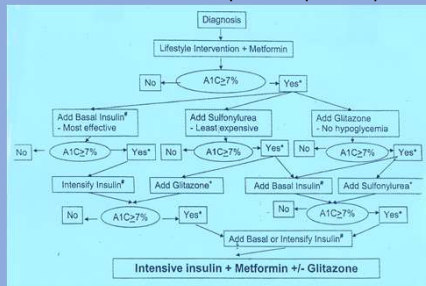 Diagnosis
Lifestyle Intervention + Metformin
No A1C≥7% Yes*
Add Basal Insulin#
- Most effective
Add Sulfonylurea
- Least expensive
Add Glitazone
- No hypoglycemia
No A1C≥7% Yes* No A1C≥7% Yes* No A1C≥7% Yes*
Intensify Insulin# Add Glitazone+ Add Basal Insulin# Add Sulfonylurea+
No A1C≥7% Yes* No A1C≥7% Yes*
Add Basal or Intensify Insulin#
Intensive insulin + Metformin +/- Glitazone